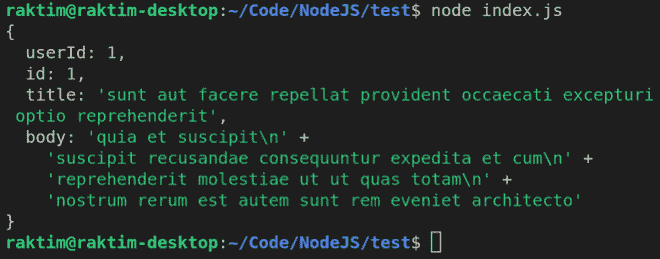 raktim@raktim-desktop:~/Code/NodeJS/test$ node index.js
{
  userId: 1,
  id: 1,
  title: 'sunt aut facere repellat provident occaecati excepturi
 optio reprehenderit',
  body: 'quia et suscipit\n' +
    'suscipit recusandae consequuntur expedita et cum\n' +
    'reprehenderit molestiae ut ut quas totam\n' +
    'nostrum rerum est autem sunt rem eveniet architecto'
}
raktim@raktim-desktop:~/Code/NodeJS/test$